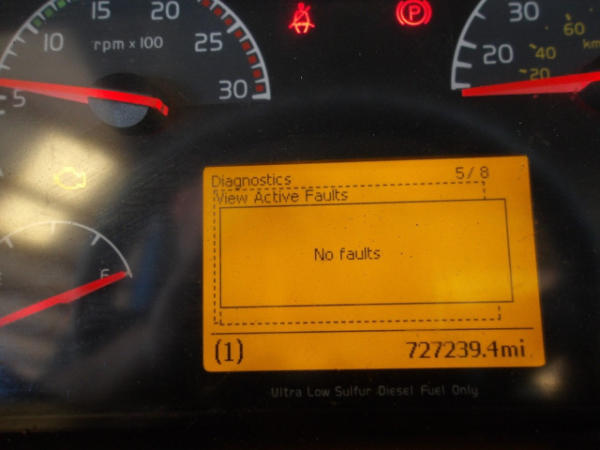 15 20
10 25
rpm x 100
5 30
30
60
km
20 40
20
Diagnostics 5/8
View Active Faults
No faults
(1) 727239.4mi
Ultra Low Sulfur Diesel Fuel Only
P